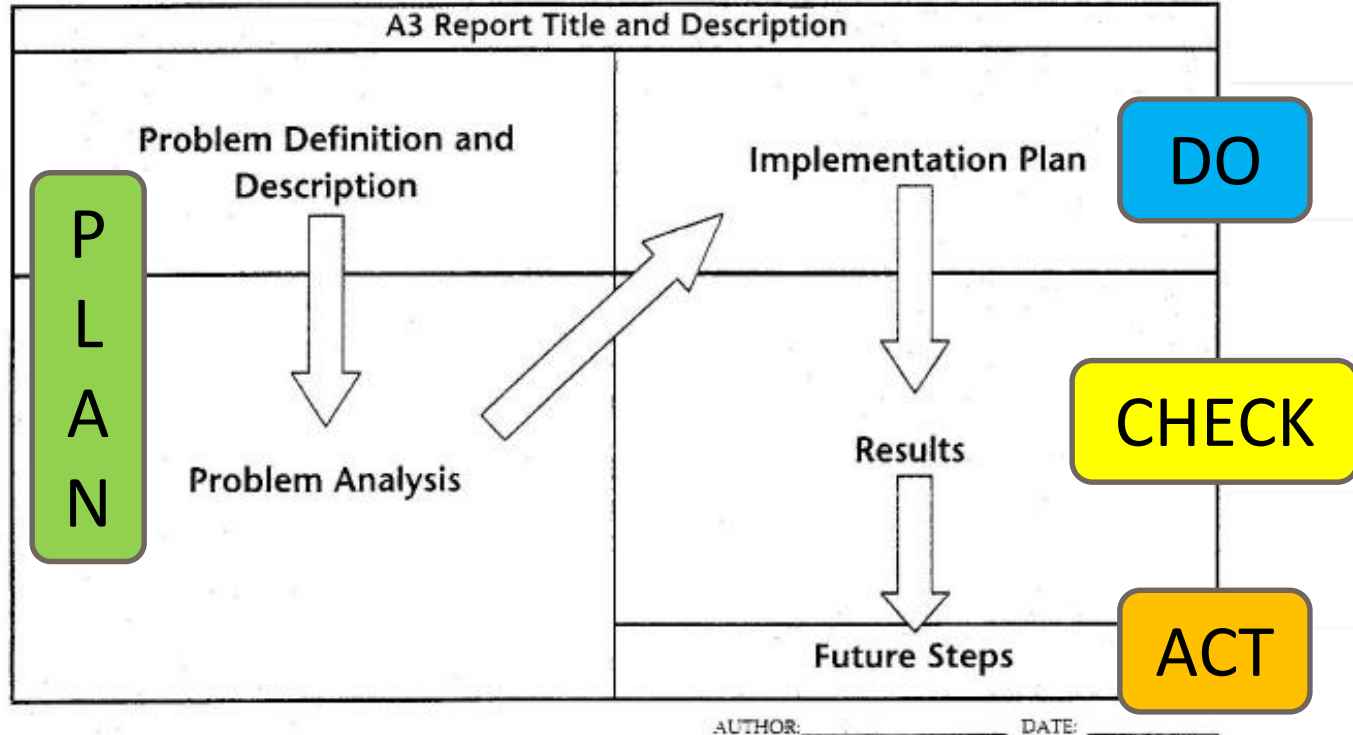 A3 Report Title and Description
Problem Definition and
Description
P
L
A
N
Problem Analysis
Implementation Plan
DO
Results
CHECK
Future Steps
ACT
AUTHOR: DATE: